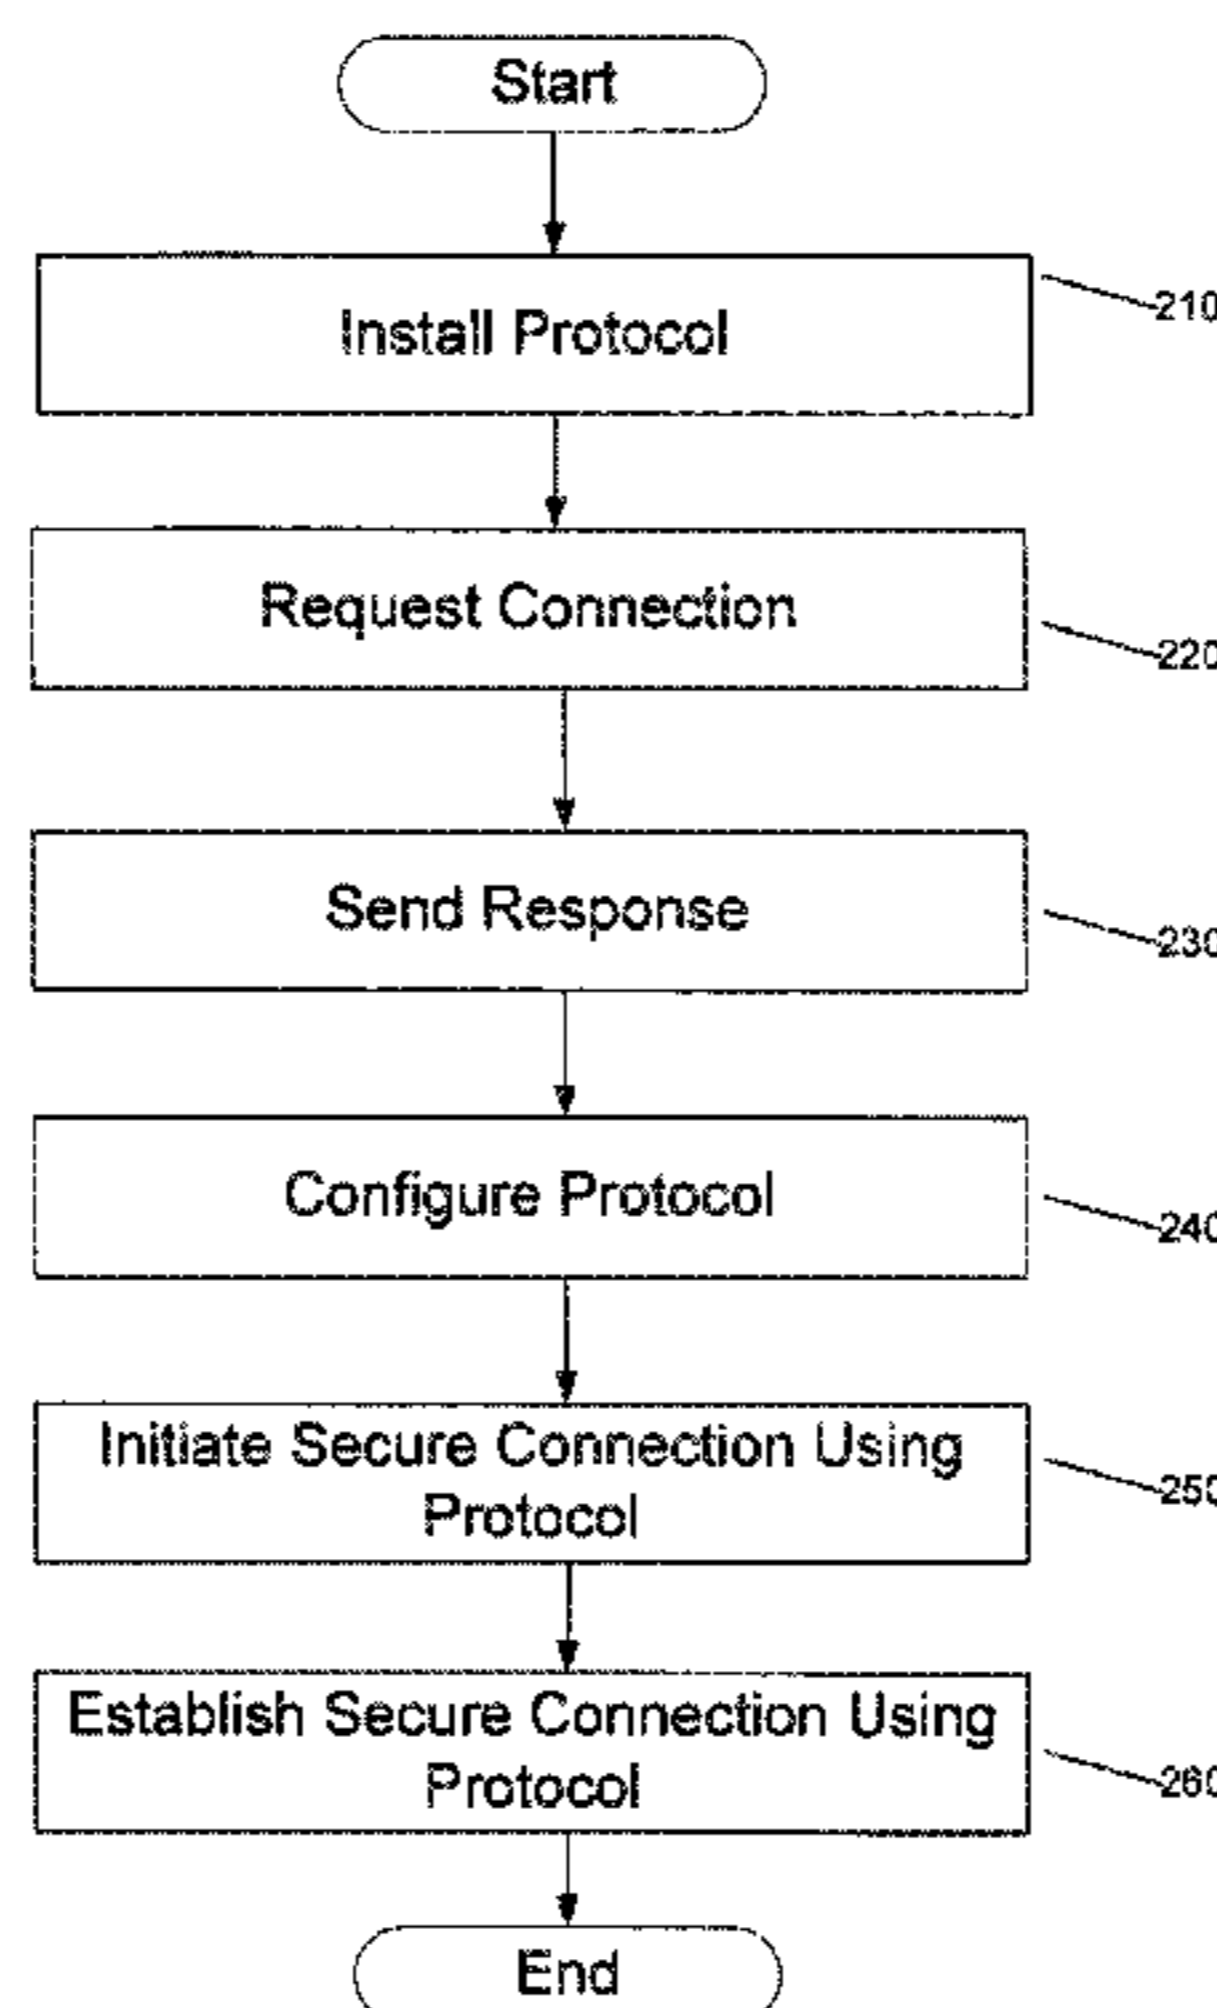 Start
Install Protocol
210
Request Connection
220
Send Response
230
Configure Protocol
240
Initiate Secure Connection Using
Protocol
250
Establish Secure Connection Using
Protocol
260
End